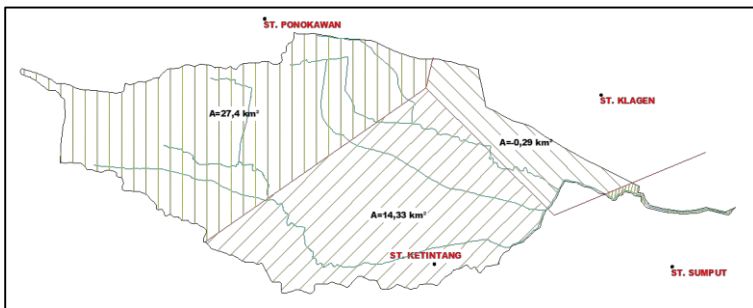 ST. PONOKAWAN
ST. KLAGEN
A=27,4 km²
A=-0,29 km²
A=14,33 km²
ST. KETINTANG
ST. SUMPUT